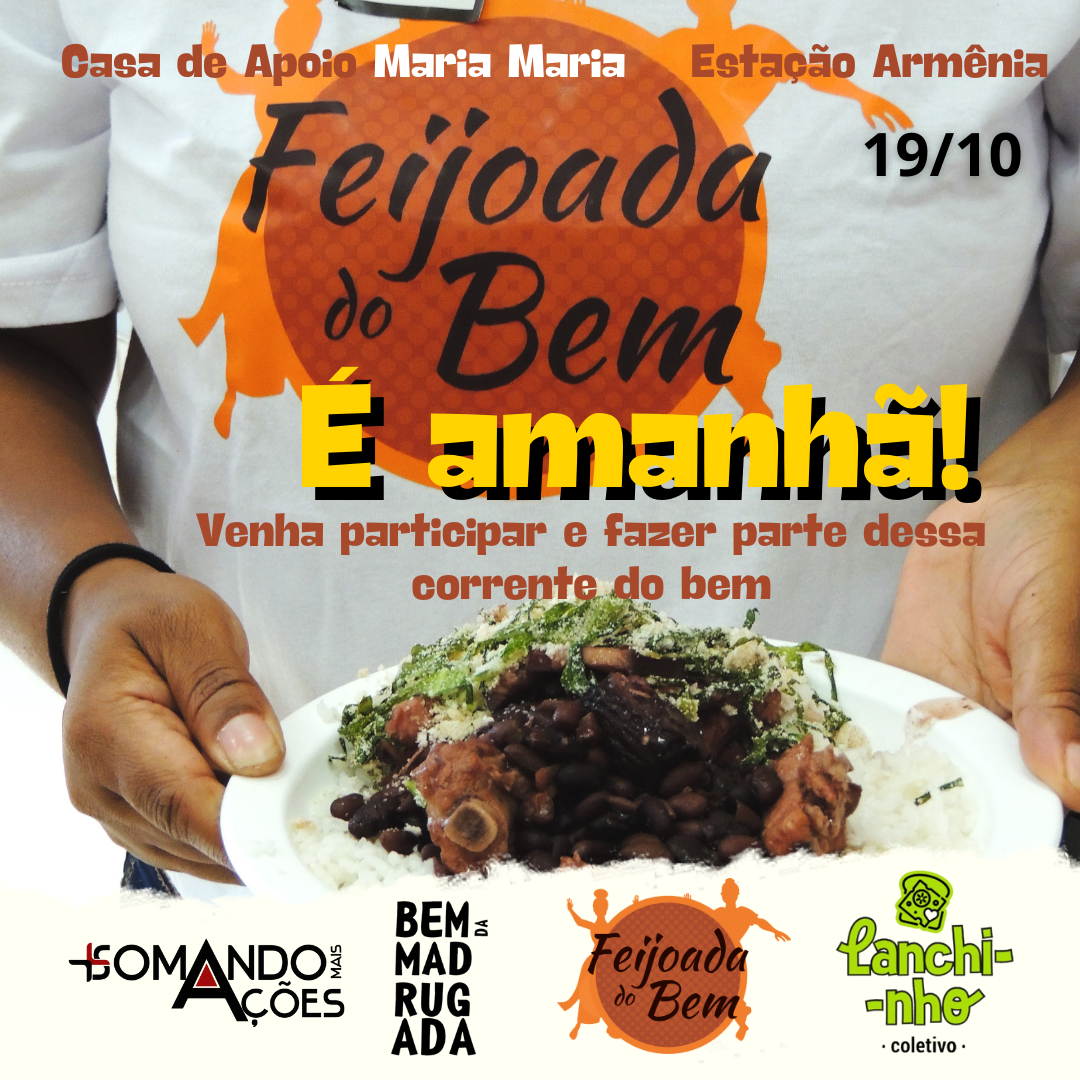 Casa de Apoio Maria Maria
Estação Armênia
19/10
Feijoada
do Bem
É amanhã!
Venha participar e fazer parte dessa
corrente do bem
SOMANDO
MAIS
AÇÕES
BEM
DA
MAD
RUG
ADA
Feijoada
do Bem
Lanchi-
-nho
· coletivo ·